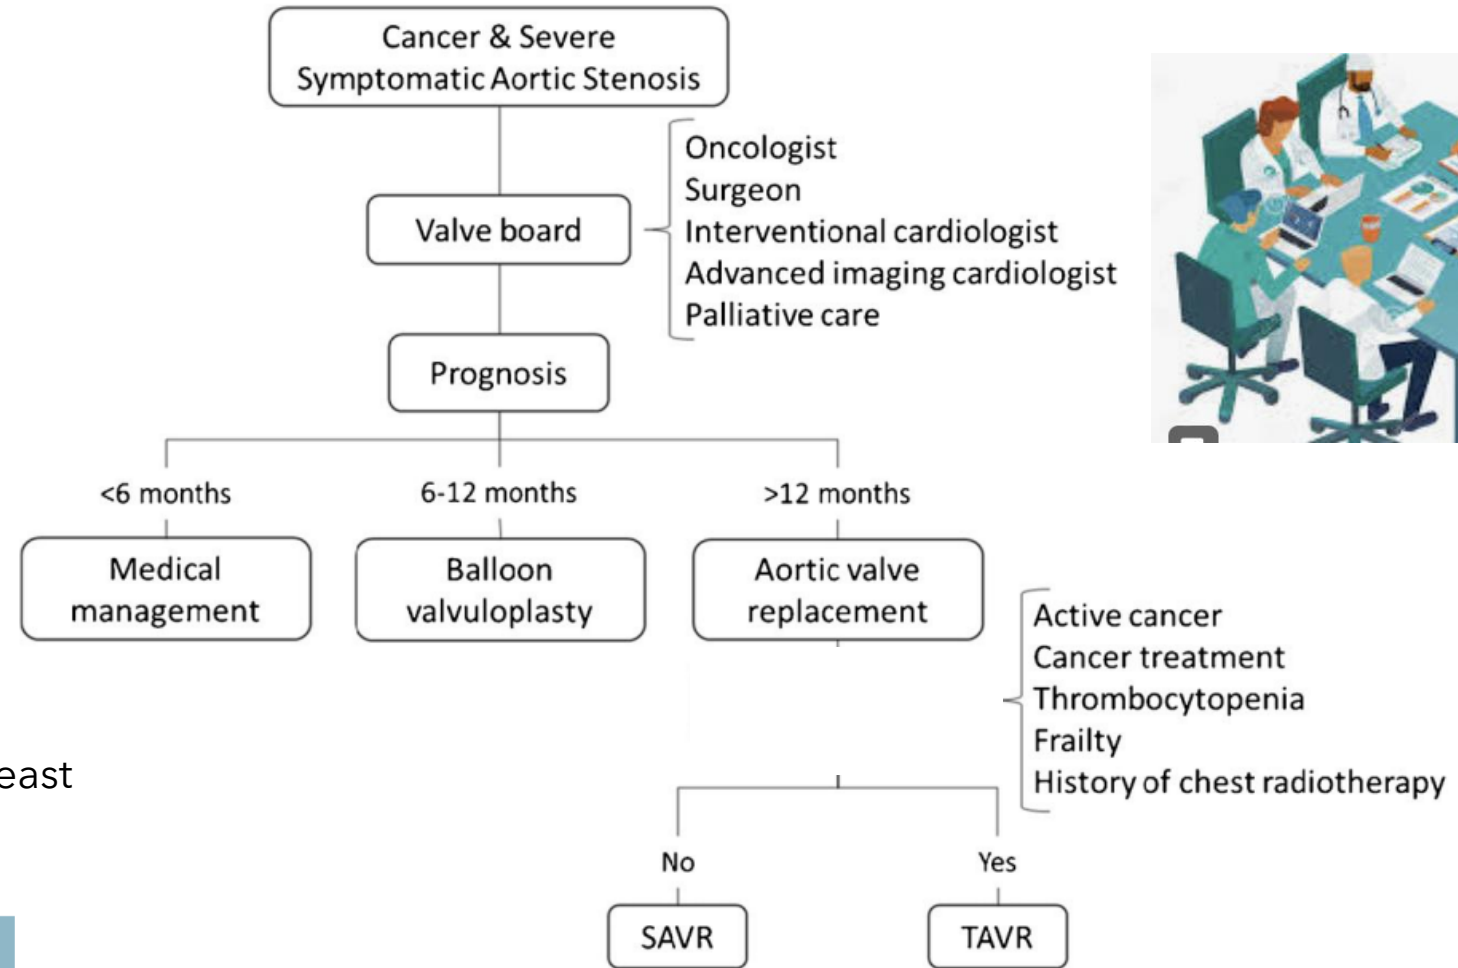 Cancer & Severe
Symptomatic Aortic Stenosis
Valve board
Oncologist
Surgeon
Interventional cardiologist
Advanced imaging cardiologist
Palliative care
Prognosis
<6 months
6-12 months
>12 months
Medical
management
Balloon
valvuloplasty
Aortic valve
replacement
Active cancer
Cancer treatment
Thrombocytopenia
Frailty
History of chest radiotherapy
east
No
Yes
SAVR
TAVR